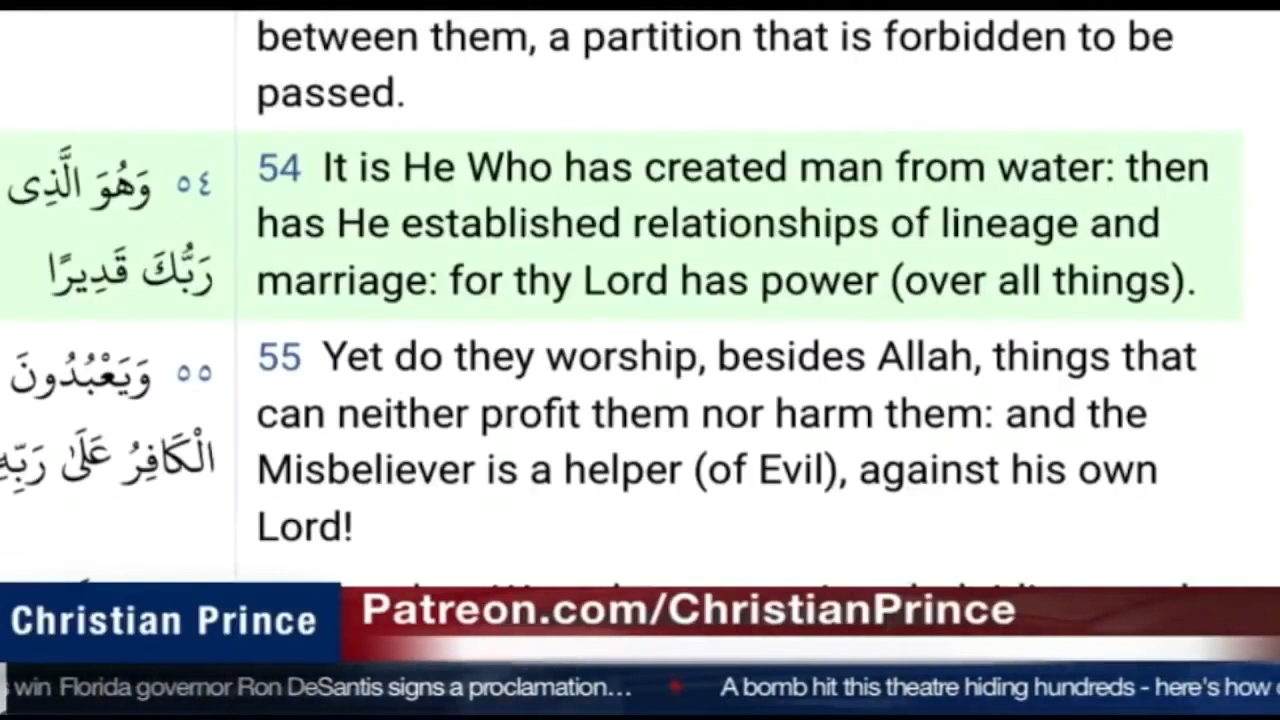 between them, a partition that is forbidden to be
passed.
٥٤ وَهُوَ الَّذِى
رَبُّكَ قَدِيرًا
54 It is He Who has created man from water: then
has He established relationships of lineage and
marriage: for thy Lord has power (over all things).
٥٥ وَيَعْبُدُونَ
الْكَافِرُ عَلَىٰ رَبِّهِ
55 Yet do they worship, besides Allah, things that
can neither profit them nor harm them: and the
Misbeliever is a helper (of Evil), against his own
Lord!
Christian Prince
Patreon.com/ChristianPrince
win Florida governor Ron DeSantis signs a proclamation... • A bomb hit this theatre hiding hundreds - here's how